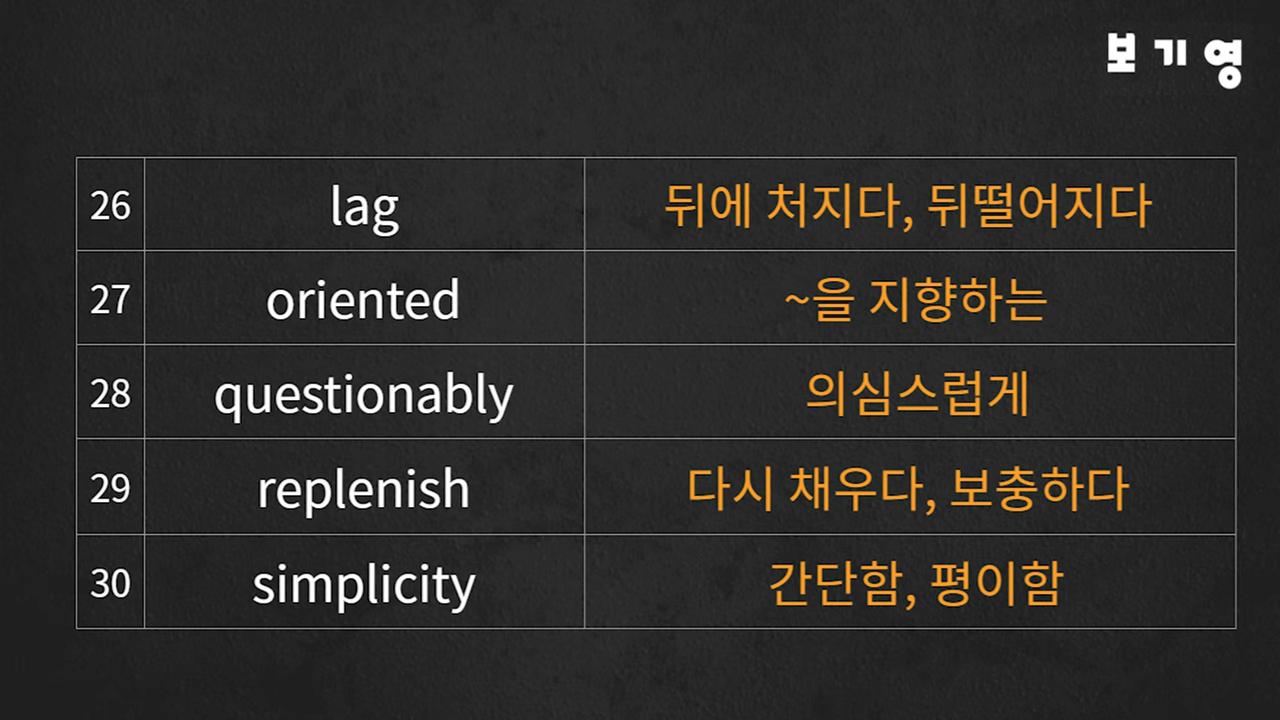 보기영
26 lag 뒤에 처지다, 뒤떨어지다
27 oriented ~을 지향하는
28 questionably 의심스럽게
29 replenish 다시 채우다, 보충하다
30 simplicity 간단함, 평이함